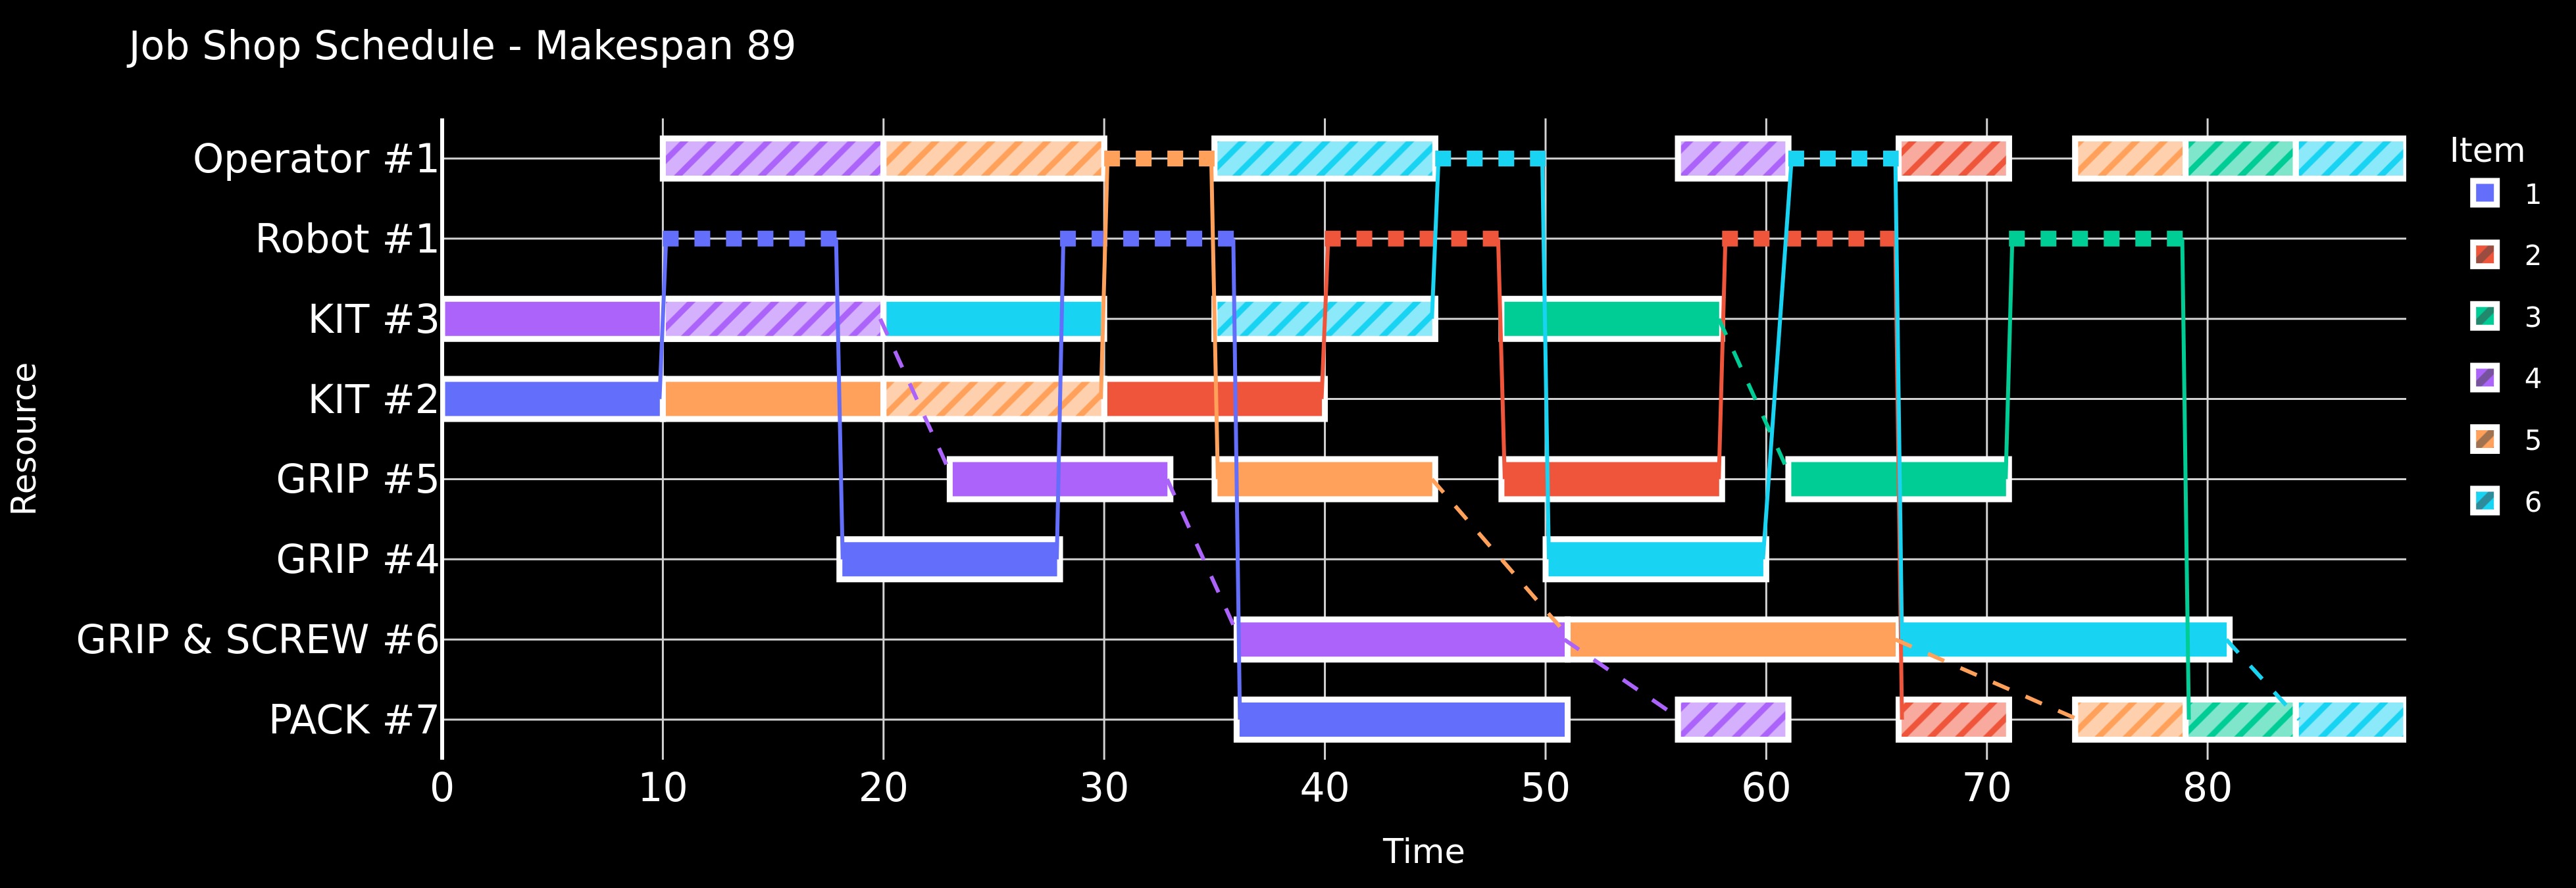 Job Shop Schedule - Makespan 89
Operator #1
Robot #1
KIT #3
KIT #2
GRIP #5
GRIP #4
GRIP & SCREW #6
PACK #7
Resource
0 10 20 30 40 50 60 70 80
Time
Item
1
2
3
4
5
6